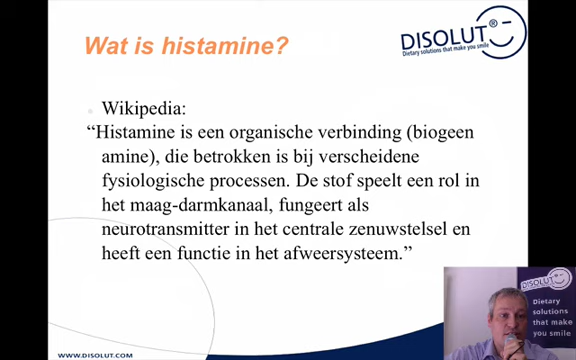 Wat is histamine?
DISOLUT®
Dietary solutions that make you smile
Wikipedia:
“Histamine is een organische verbinding (biogeen
amine), die betrokken is bij verscheidene
fysiologische processen. De stof speelt een rol in
het maag-darmkanaal, fungeert als
neurotransmitter in het centrale zenuwstelsel en
heeft een functie in het afweersysteem.”
DISOLUT
Dietary
solutions
that make
you smile
WWW.DISOLUT.COM